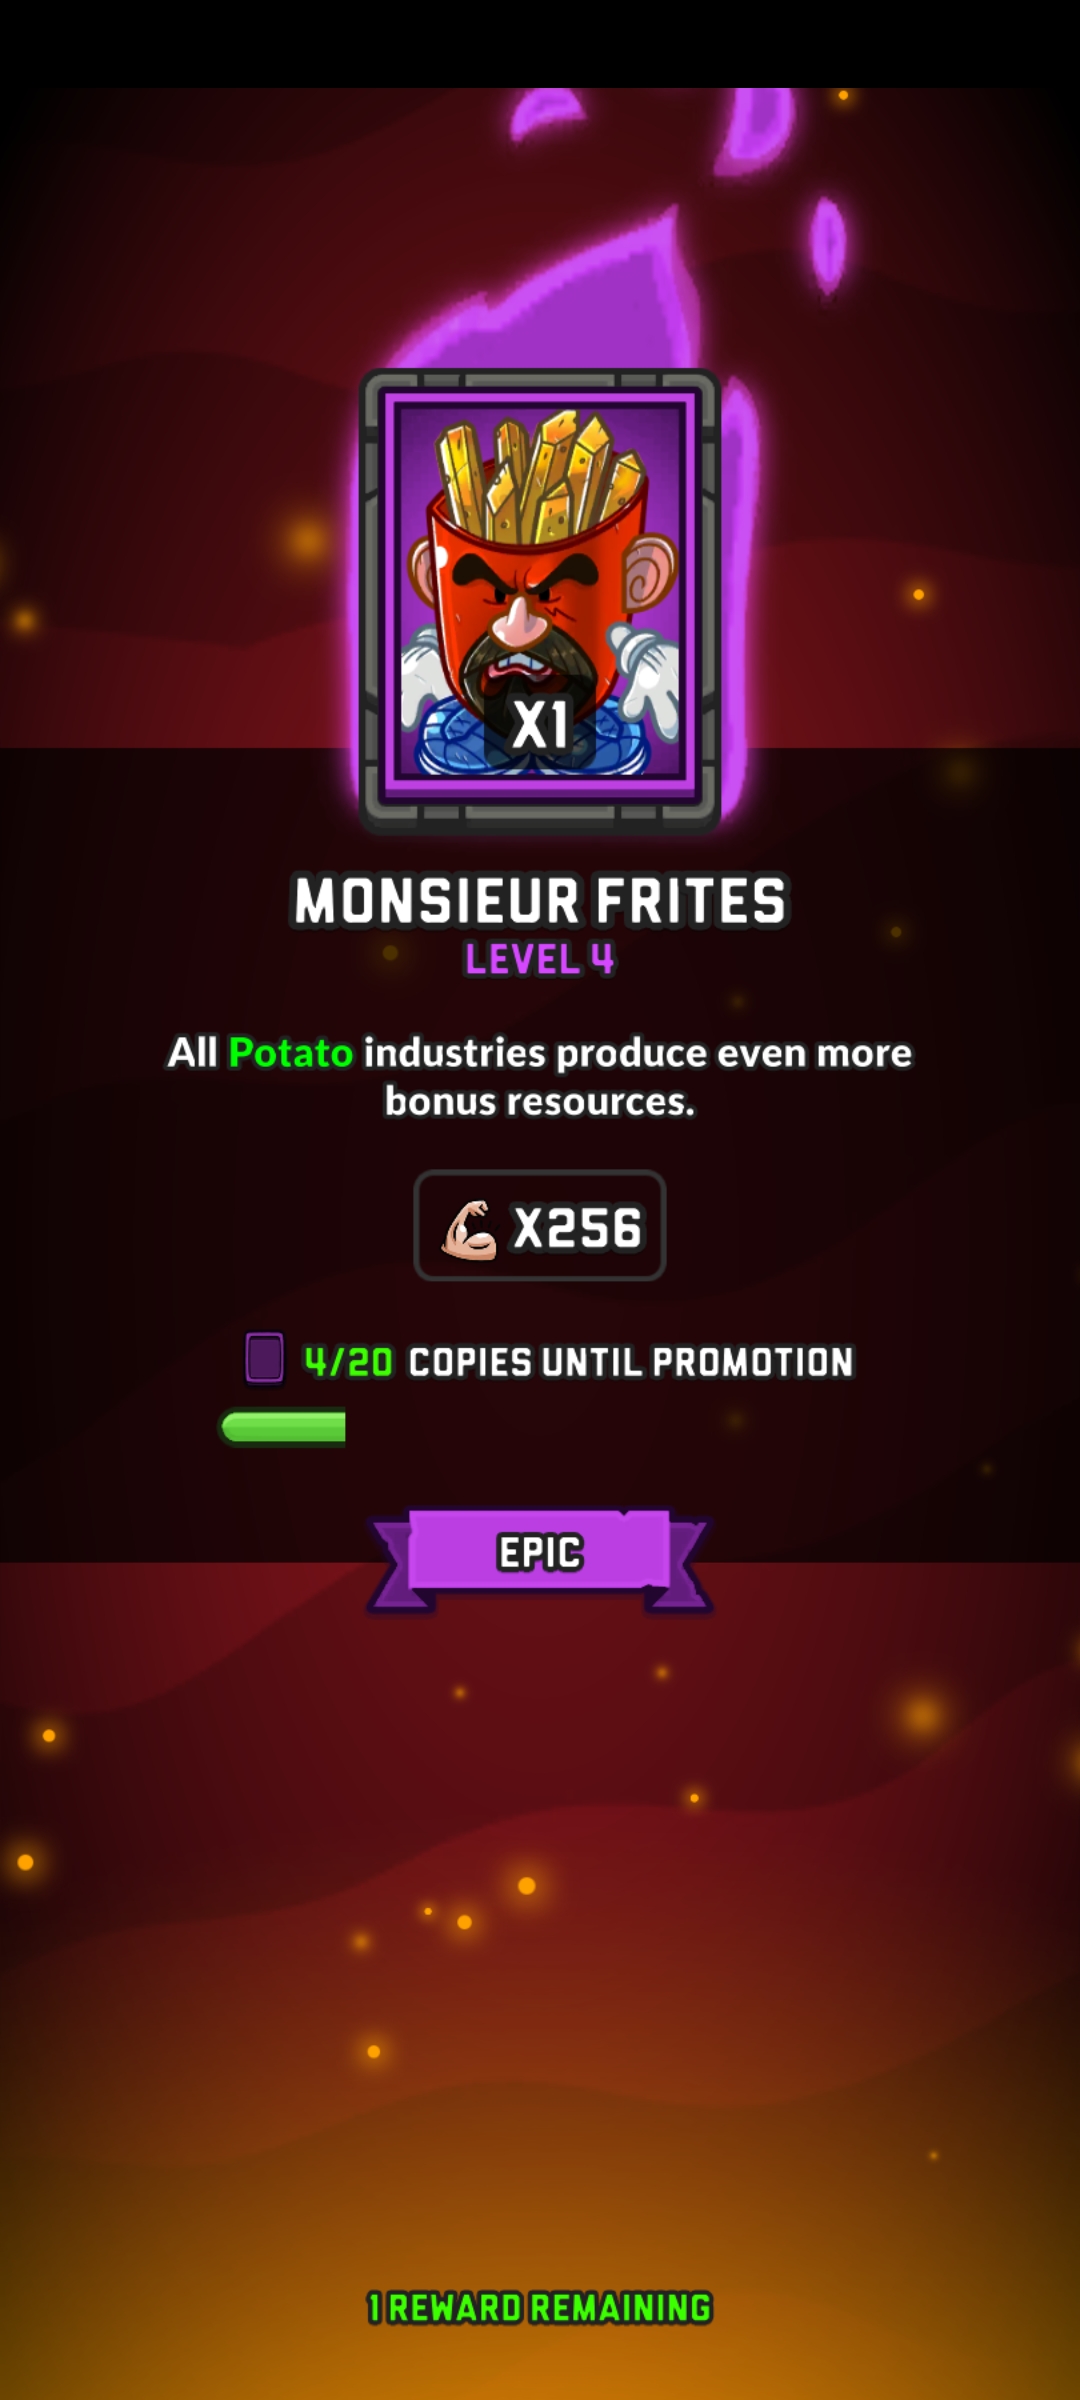 X1
MONSIEUR FRITES
LEVEL 4
All Potato industries produce even more
bonus resources.
X256
4/20 COPIES UNTIL PROMOTION
EPIC
1 REWARD REMAINING